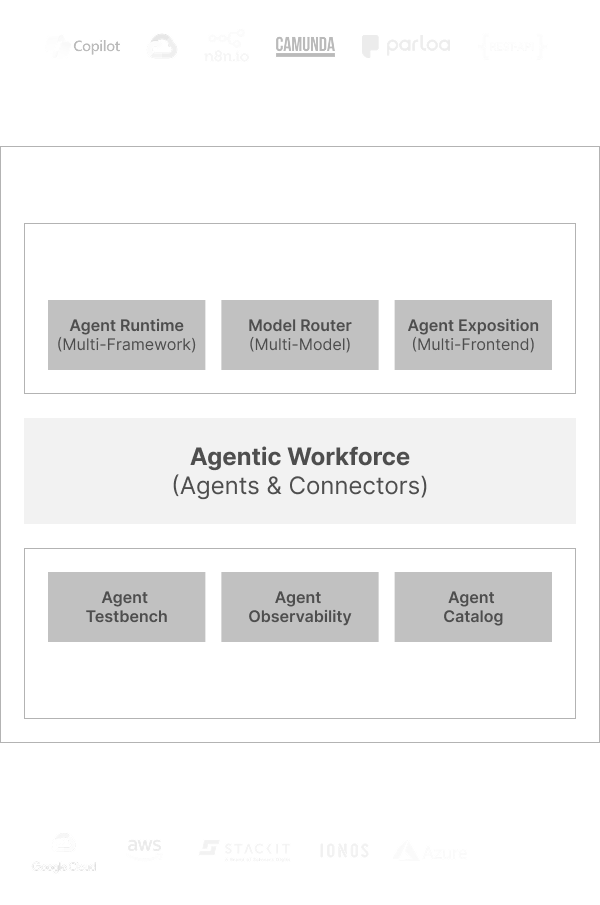 Copilot
n8n.io
CAMUNDA
parloa
Agent Runtime
(Multi-Framework)
Model Router
(Multi-Model)
Agent Exposition
(Multi-Frontend)
Agentic Workforce
(Agents & Connectors)
Agent
Testbench
Agent
Observability
Agent
Catalog
Google Cloud
aws
STACKIT
IONOS
Azure